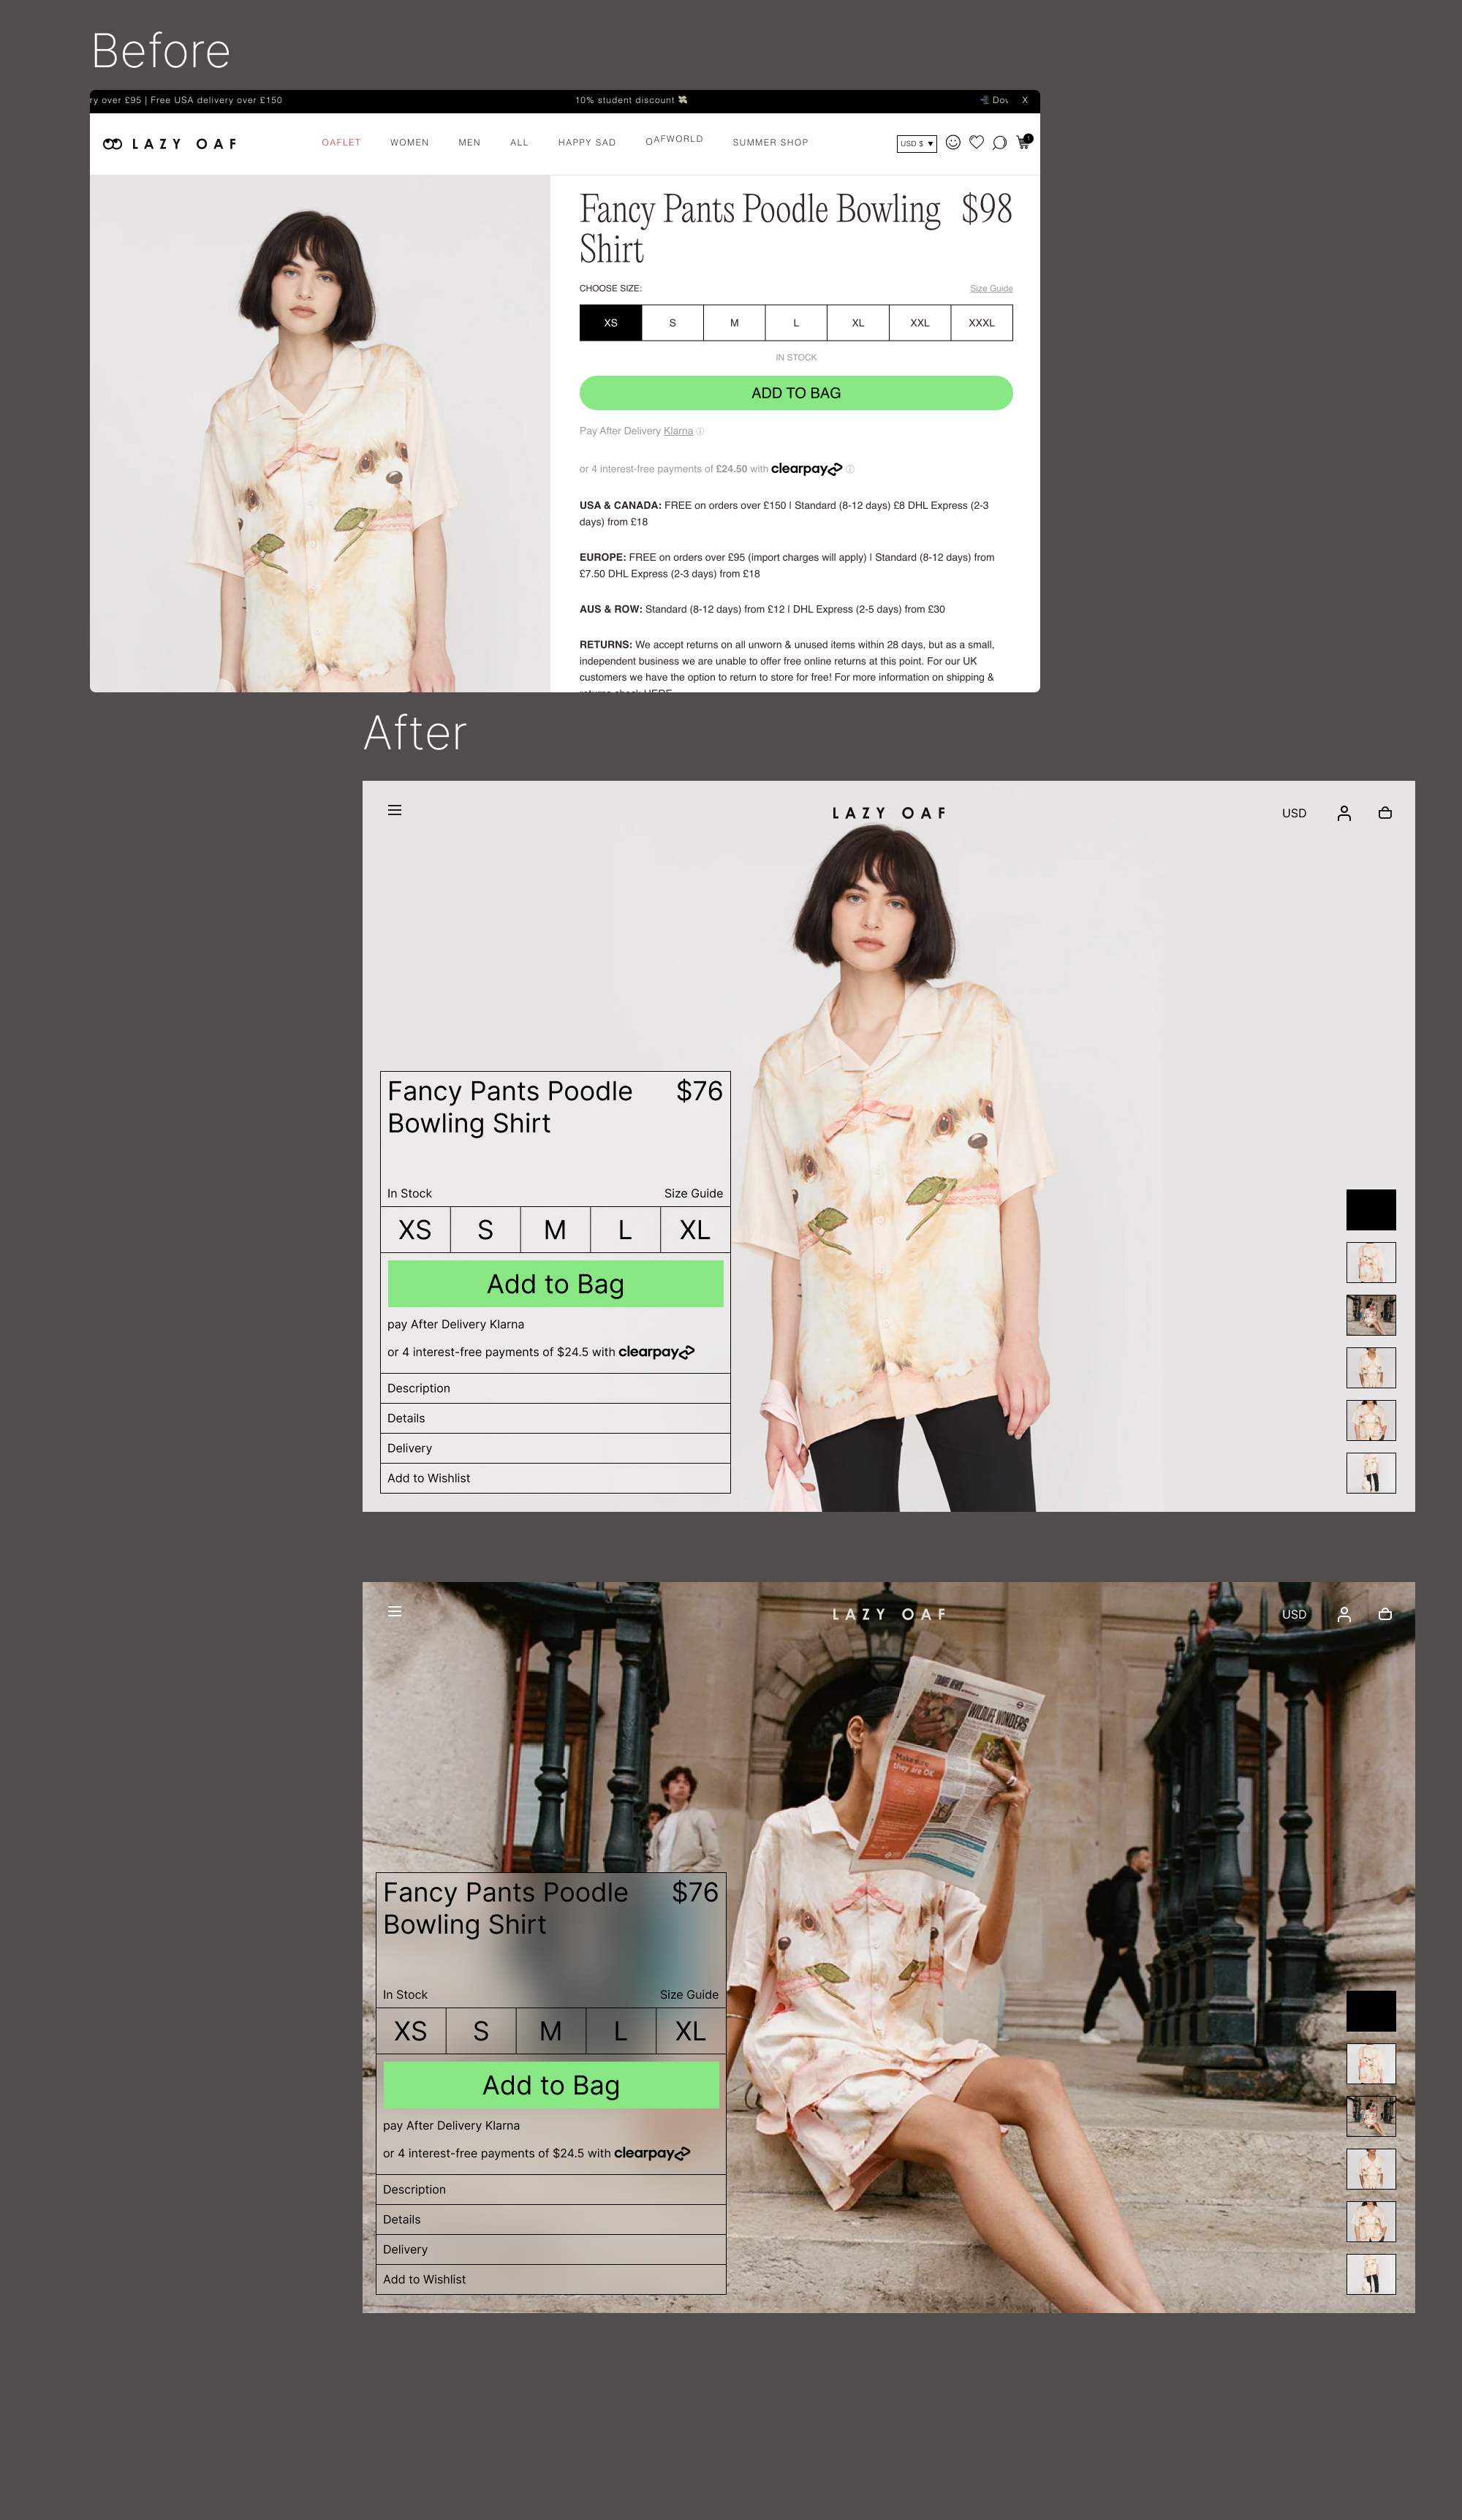 Before
ry over £95 | Free USA delivery over £150
10% student discount 💸
📲 Dov
X
LAZY OAF
OAFLET
WOMEN
MEN
ALL
HAPPY SAD
OAFWORLD
SUMMER SHOP
USD $ ▼
Fancy Pants Poodle Bowling
Shirt
$98
CHOOSE SIZE:
Size Guide
XS
S
M
L
XL
XXL
XXXL
IN STOCK
ADD TO BAG
Pay After Delivery Klarna ⓘ
or 4 interest-free payments of £24.50 with clearpay ⓘ
USA & CANADA: FREE on orders over £150 | Standard (8-12 days) £8 DHL Express (2-3
days) from £18
EUROPE: FREE on orders over £95 (import charges will apply) | Standard (8-12 days) from
£7.50 DHL Express (2-3 days) from £18
AUS & ROW: Standard (8-12 days) from £12 | DHL Express (2-5 days) from £30
RETURNS: We accept returns on all unworn & unused items within 28 days, but as a small,
independent business we are unable to offer free online returns at this point. For our UK
customers we have the option to return to store for free! For more information on shipping &
returns check HERE
After
LAZY OAF
USD
Fancy Pants Poodle
Bowling Shirt
$76
In Stock
Size Guide
XS
S
M
L
XL
Add to Bag
pay After Delivery Klarna
or 4 interest-free payments of $24.5 with clearpay
Description
Details
Delivery
Add to Wishlist
LAZY OAF
USD
WILDLIFE WONDERS
Make sure
they are OK
Fancy Pants Poodle
Bowling Shirt
$76
In Stock
Size Guide
XS
S
M
L
XL
Add to Bag
pay After Delivery Klarna
or 4 interest-free payments of $24.5 with clearpay
Description
Details
Delivery
Add to Wishlist